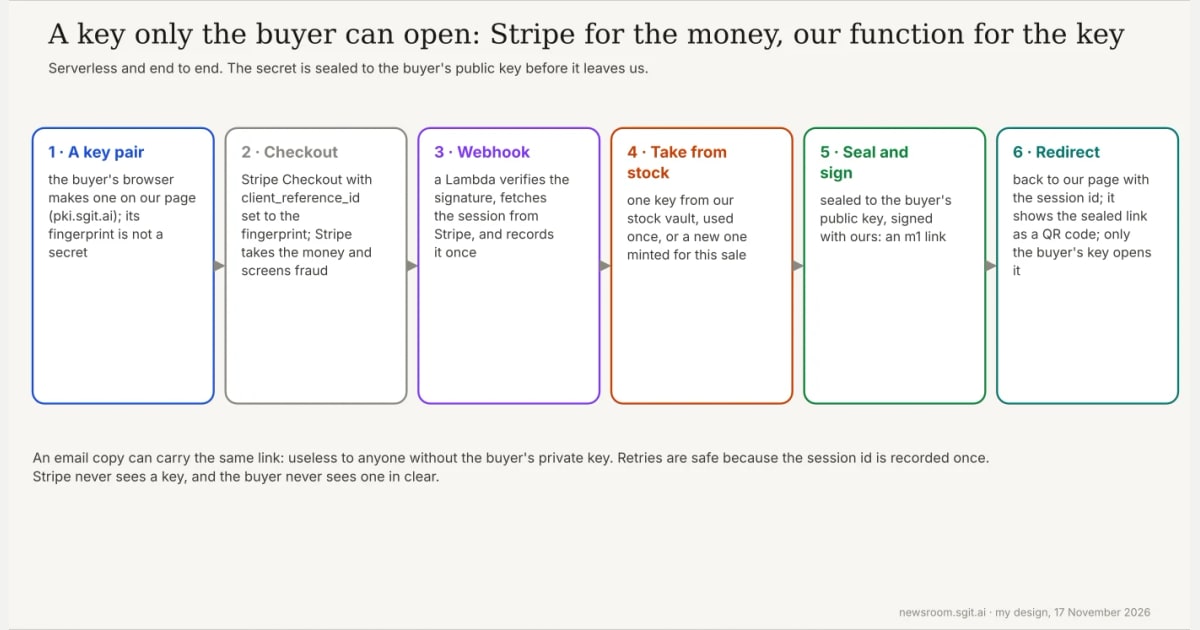 A key only the buyer can open: Stripe for the money, our function for the key
Serverless and end to end. The secret is sealed to the buyer's public key before it leaves us.
1 · A key pair
the buyer's browser
makes one on our page
(pki.sgit.ai); its
fingerprint is not a
secret
2 · Checkout
Stripe Checkout with
client_reference_id
set to the
fingerprint; Stripe
takes the money and
screens fraud
3 · Webhook
a Lambda verifies the
signature, fetches
the session from
Stripe, and records
it once
4 · Take from
stock
one key from our
stock vault, used
once, or a new one
minted for this sale
5 · Seal and
sign
sealed to the buyer's
public key, signed
with ours: an m1 link
6 · Redirect
back to our page with
the session id; it
shows the sealed link
as a QR code; only
the buyer's key opens
it
An email copy can carry the same link: useless to anyone without the buyer's private key. Retries are safe because the session id is recorded once.
Stripe never sees a key, and the buyer never sees one in clear.
newsroom.sgit.ai · my design, 17 November 2026